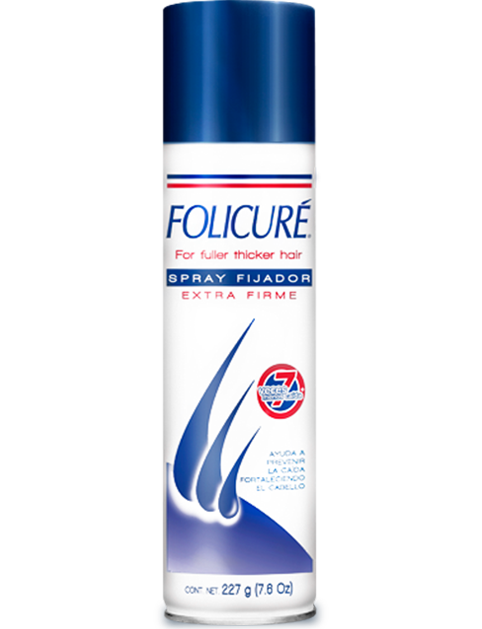 FOLICURÉ
For fuller thicker hair
SPRAY FIJADOR
EXTRA FIRME
7
VECES
AYUDA A
PREVENIR
LA CAIDA
FORTALECIENDO
EL CABELLO
CONT. NET. 227 g (7.6 Oz)